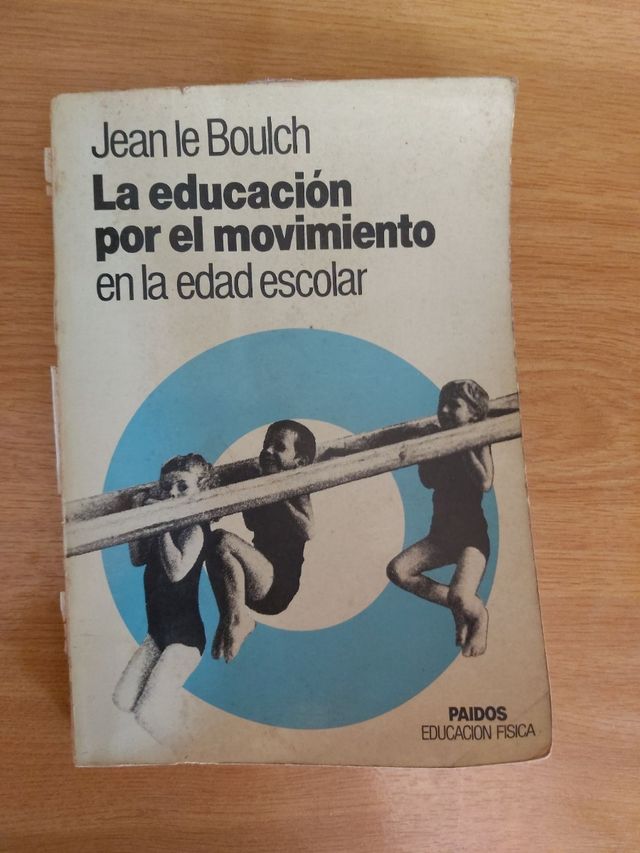 Jean le Boulch
La educación
por el movimiento
en la edad escolar
PAIDOS
EDUCACION FISICA